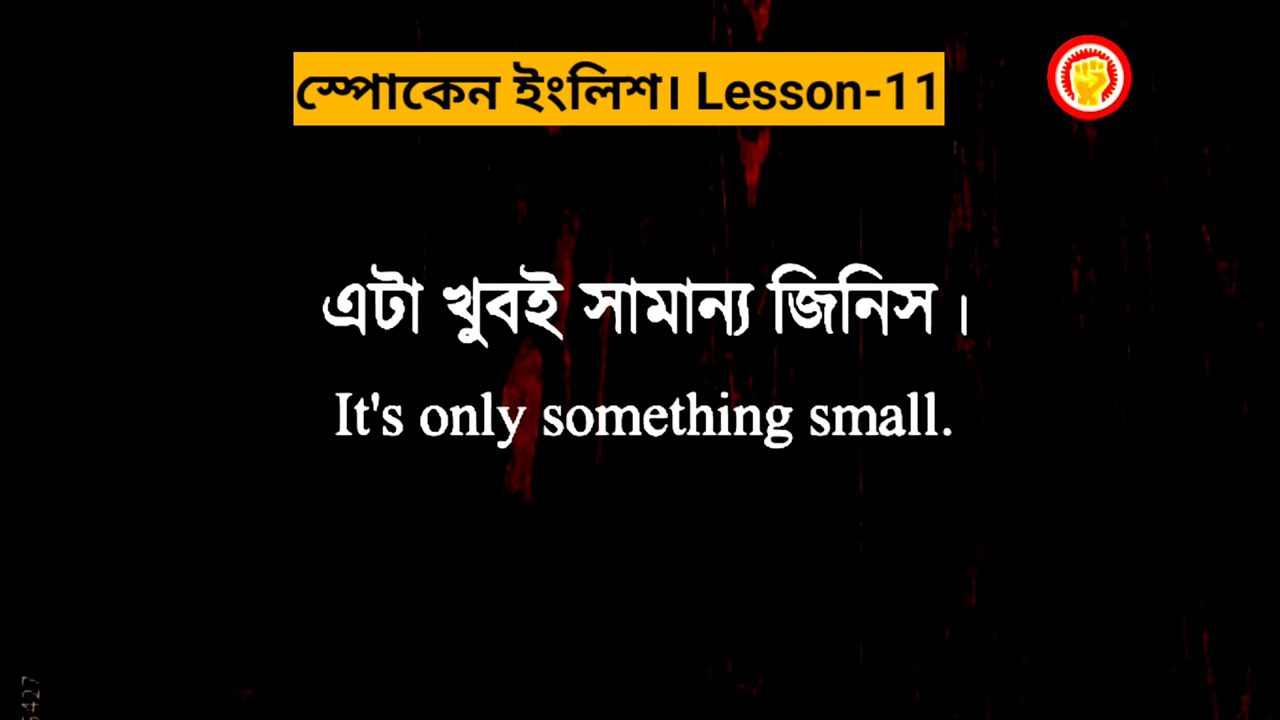 স্পোকেন ইংলিশ। Lesson-11
এটা খুবই সামান্য জিনিস।
It's only something small.